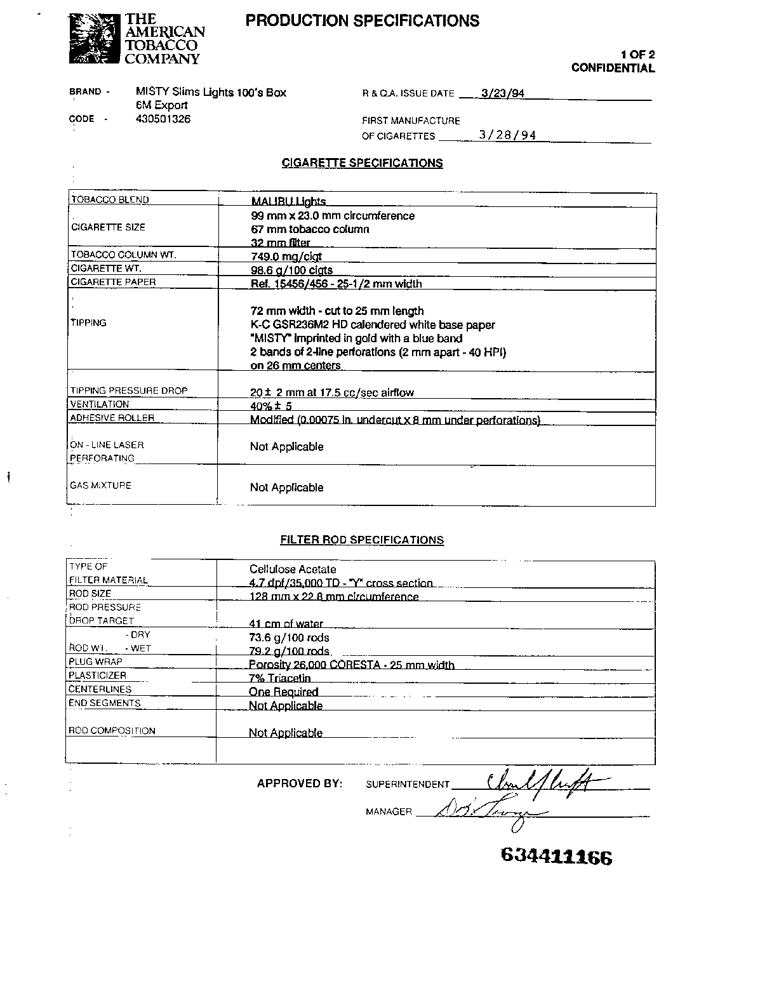 THE
AMERICAN
TOBACCO
COMPANY
PRODUCTION SPECIFICATIONS
1 OF 2
CONFIDENTIAL
BRAND - MISTY Slims Lights 100's Box
6M Export
CODE - 430501326
R & Q.A. ISSUE DATE 3/23/94
FIRST MANUFACTURE
OF CIGARETTES 3/28/94
CIGARETTE SPECIFICATIONS
TOBACCO BLEND MALIBU Lights
CIGARETTE SIZE 99 mm x 23.0 mm circumference
67 mm tobacco column
32 mm filter
TOBACCO COLUMN WT. 749.0 mg/cigt
CIGARETTE WT. 98.6 g/100 cigts
CIGARETTE PAPER Ref. 15456/456 - 25-1/2 mm width
TIPPING 72 mm width - cut to 25 mm length
K-C GSR236M2 HD calendered white base paper
"MISTY" imprinted in gold with a blue band
2 bands of 2-line perforations (2 mm apart - 40 HPI)
on 26 mm centers
TIPPING PRESSURE DROP 20 ± 2 mm at 17.5 cc/sec airflow
VENTILATION 40% ± 5
ADHESIVE ROLLER Modified (0.00075 in. undercut x 8 mm under perforations)
ON - LINE LASER
PERFORATING Not Applicable
GAS MIXTURE Not Applicable
FILTER ROD SPECIFICATIONS
TYPE OF
FILTER MATERIAL Cellulose Acetate
4.7 dpf/35,000 TD - "Y" cross section
ROD SIZE 128 mm x 22.8 mm circumference
ROD PRESSURE
DROP TARGET 41 cm of water
- DRY 73.6 g/100 rods
ROD WT. - WET 79.2 g/100 rods
PLUG WRAP Porosity 26,000 CORESTA - 25 mm width
PLASTICIZER 7% Triacetin
CENTERLINES One Required
END SEGMENTS Not Applicable
ROD COMPOSITION Not Applicable
APPROVED BY: SUPERINTENDENT
MANAGER
634411166